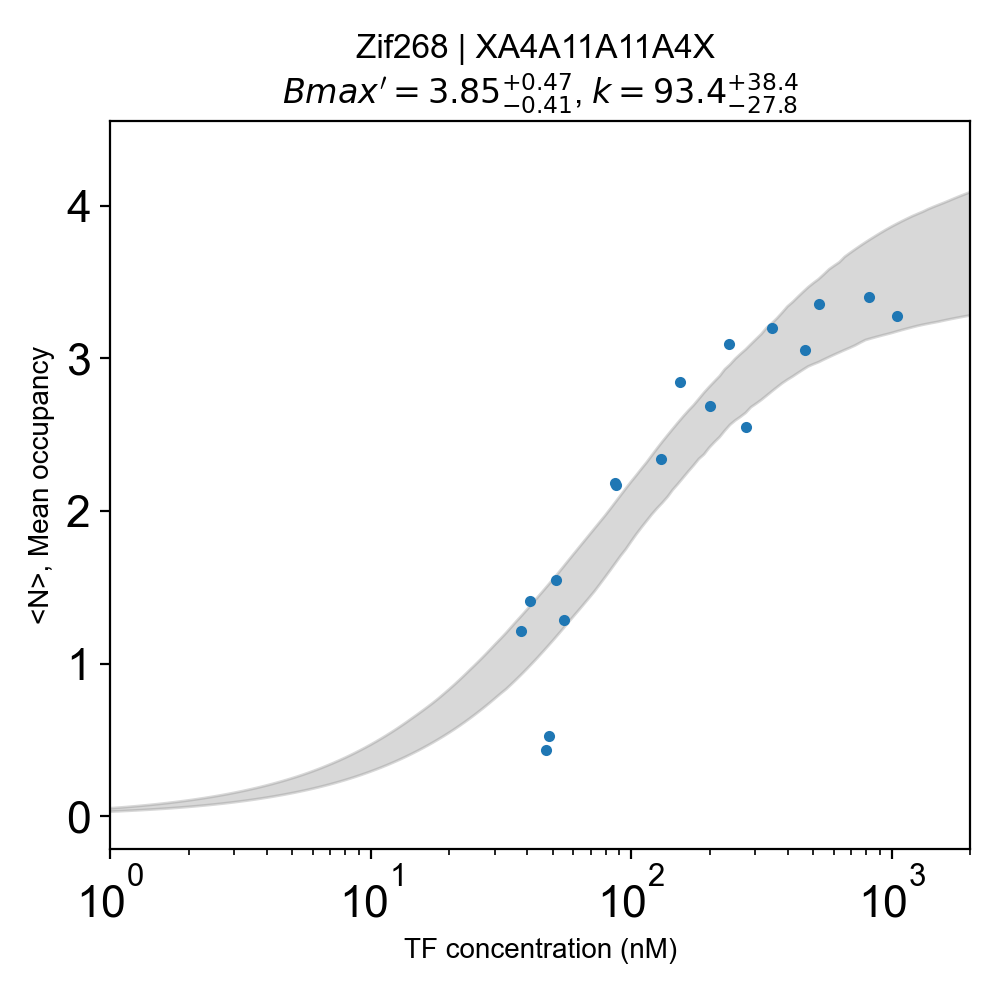 Zif268 | XA4A11A11A4X
Bmax′ = 3.85 +0.47 −0.41, k = 93.4 +38.4 −27.8
4
3
2
1
0
<N>, Mean occupancy
10^0 10^1 10^2 10^3
TF concentration (nM)